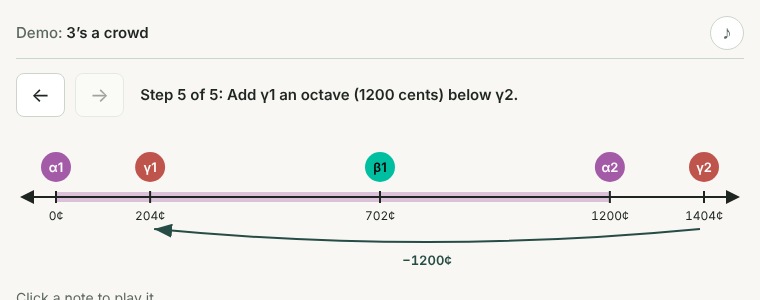 Demo: 3’s a crowd
♪
← → Step 5 of 5: Add γ1 an octave (1200 cents) below γ2.
α1 γ1 β1 α2 γ2
0¢ 204¢ 702¢ 1200¢ 1404¢
−1200¢
Click a note to play it